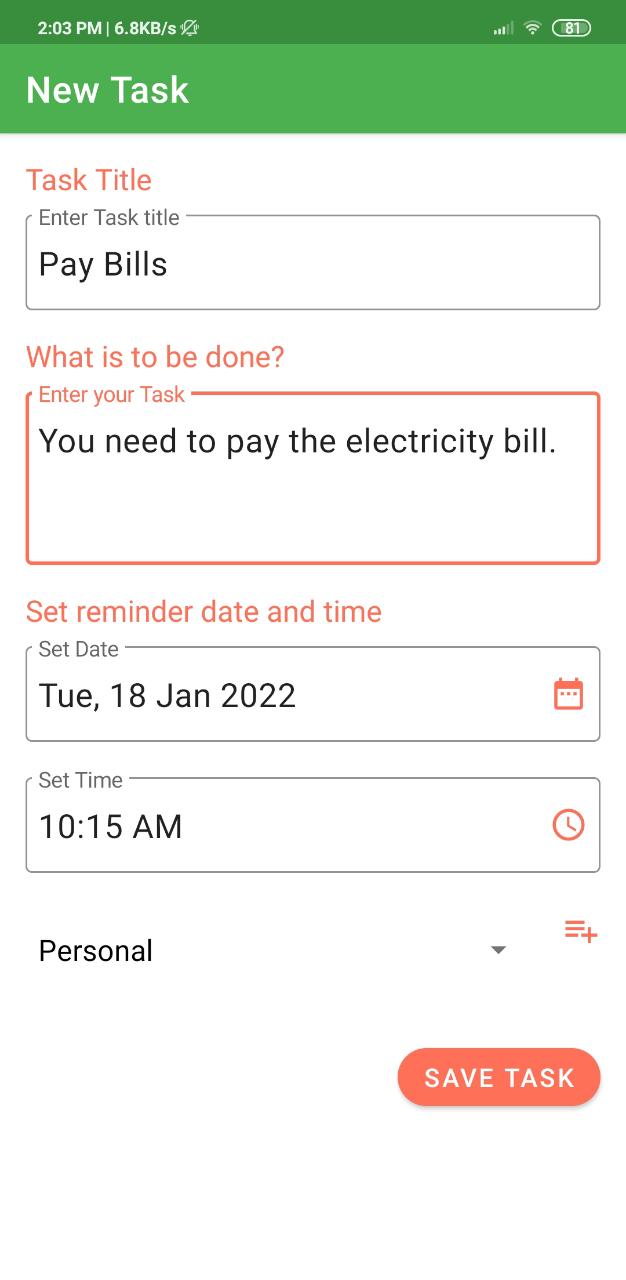 2:03 PM | 6.8KB/s 81
New Task
Task Title
Enter Task title
Pay Bills
What is to be done?
Enter your Task
You need to pay the electricity bill.
Set reminder date and time
Set Date
Tue, 18 Jan 2022
Set Time
10:15 AM
Personal
SAVE TASK